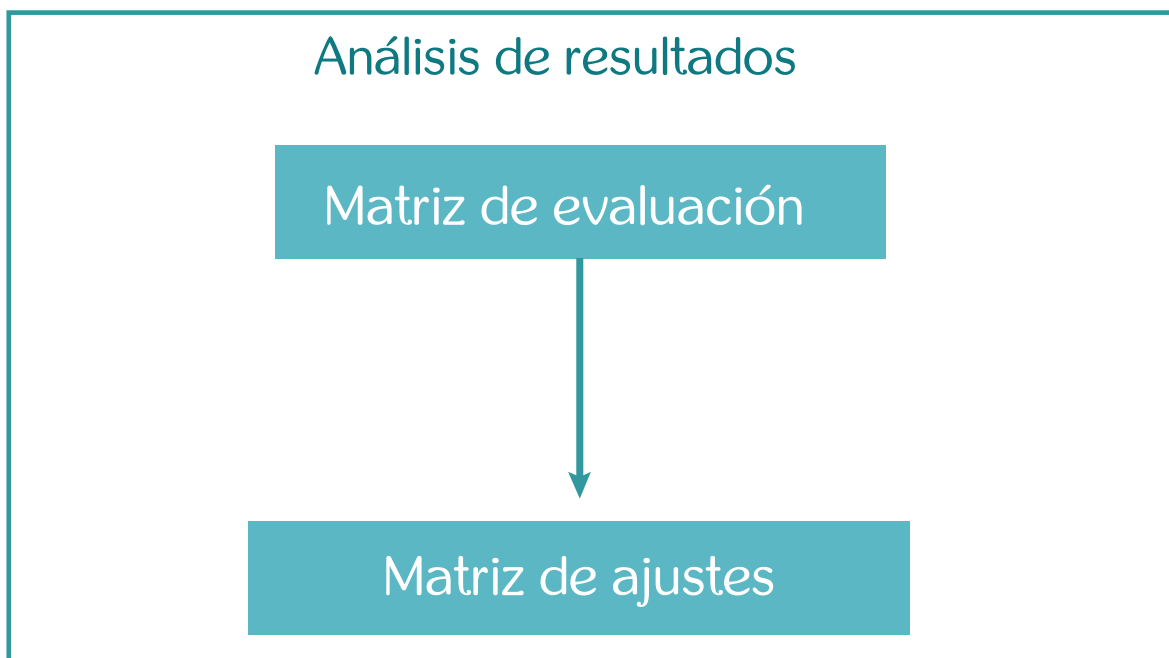 Análisis de resultados
Matriz de evaluación
Matriz de ajustes